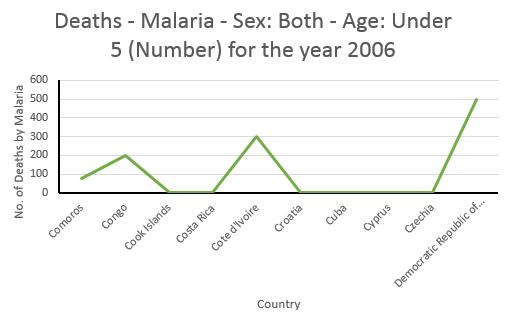 Deaths - Malaria - Sex: Both - Age: Under
5 (Number) for the year 2006
No. of Deaths by Malaria
600
500
400
300
200
100
0
Comoros
Congo
Cook Islands
Costa Rica
Cote d'Ivoire
Croatia
Cuba
Cyprus
Czechia
Democratic Republic of...
Country